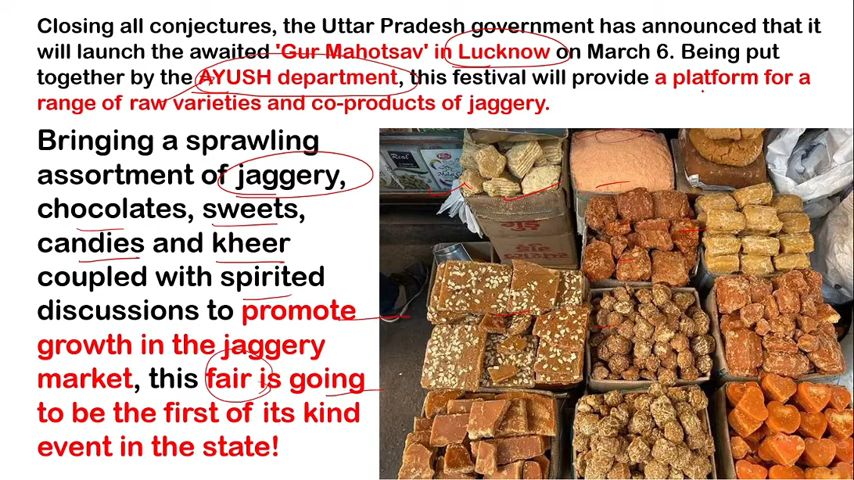 Closing all conjectures, the Uttar Pradesh government has announced that it
will launch the awaited 'Gur Mahotsav' in Lucknow on March 6. Being put
together by the AYUSH department, this festival will provide a platform for a
range of raw varieties and co-products of jaggery.
Bringing a sprawling
assortment of jaggery,
chocolates, sweets,
candies and kheer
coupled with spirited
discussions to promote
growth in the jaggery
market, this fair is going
to be the first of its kind
event in the state!
Real